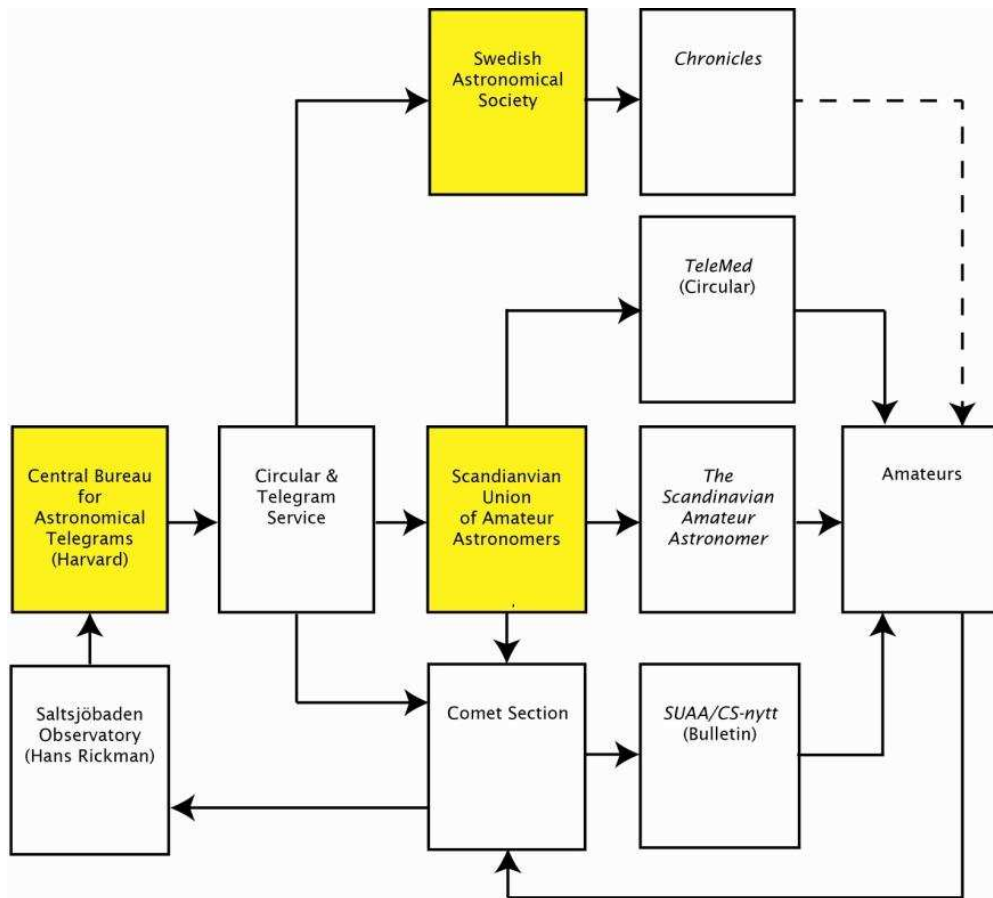 Swedish
Astronomical
Society
Chronicles
TeleMed
(Circular)
Central Bureau
for
Astronomical
Telegrams
(Harvard)
Circular &
Telegram
Service
Scandianvian
Union
of Amateur
Astronomers
The
Scandinavian
Amateur
Astronomer
Amateurs
Saltsjöbaden
Observatory
(Hans Rickman)
Comet Section
SUAA/CS-nytt
(Bulletin)